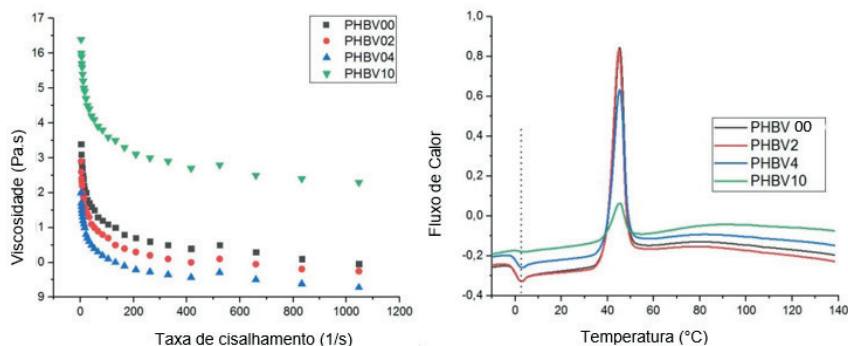 17
16
5
4
3
2
1
0
9
PHBV00
PHBV02
PHBV04
PHBV10
Viscosidade (Pa.s)
0 200 400 600 800 1000 1200
Taxa de cisalhamento (1/s)
1,0
0,8
0,6
0,4
0,2
0,0
-0,2
-0,4
PHBV 00
PHBV2
PHBV4
PHBV10
Fluxo de Calor
0 20 40 60 80 100 120 140
Temperatura (°C)